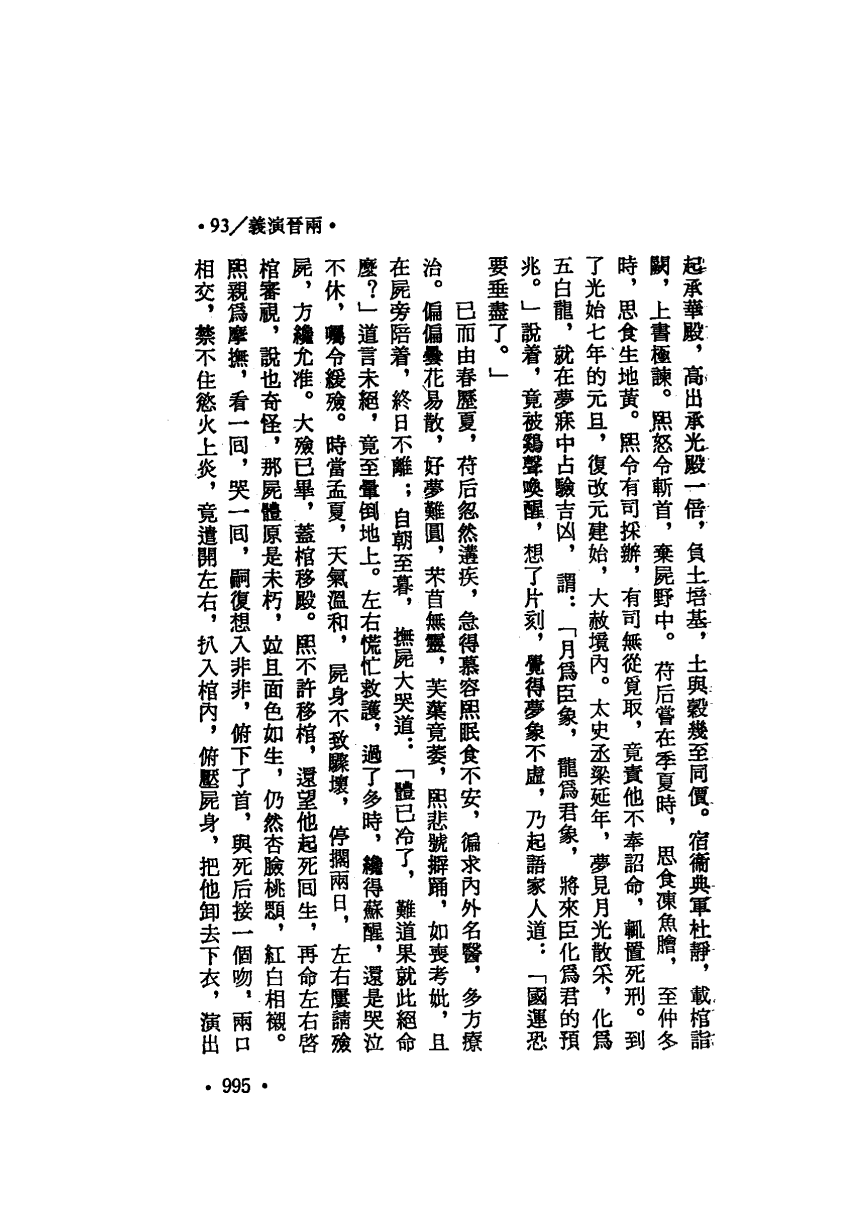 •93／義演晉兩•
起承華殿，高出承光殿一倍，負土培基，土與穀幾至同價。宿衞典軍杜靜，載棺詣
闕，上書極諫。熙怒令斬首，棄屍野中。苻后嘗在季夏時，思食凍魚膾，至仲冬
時，思食生地黃。熙令有司採辦，有司無從覓取，竟責他不奉詔命，輒置死刑。到
了光始七年的元旦，復改元建始，大赦境內。太史丞梁延年，夢見月光散采，化爲
五白龍，就在夢寐中占驗吉凶，謂：「月爲臣象，龍爲君象，將來臣化爲君的預
兆。」說着，竟被鷄聲喚醒，想了片刻，覺得夢象不虛，乃起語家人道：「國運恐
要垂盡了。」
已而由春歷夏，苻后忽然遘疾，急得慕容熙眠食不安，徧求內外名醫，多方療
治。偏偏曇花易散，好夢難圓，芣苢無靈，芙蕖竟萎，熙悲號擗踊，如喪考妣，且
在屍旁陪着，終日不離；自朝至暮，撫屍大哭道：「體已冷了，難道果就此絕命
麼？」道言未絕，竟至暈倒地上。左右慌忙救護，過了多時，纔得蘇醒，還是哭泣
不休，囑令緩殮。時當孟夏，天氣溫和，屍身不致驟壞，停擱兩日，左右屢請殮
屍，方纔允准。大殮已畢，蓋棺移殿。熙不許移棺，還望他起死回生，再命左右啓
棺審視，說也奇怪，那屍體原是未朽，並且面色如生，仍然杏臉桃顋，紅白相襯。
熙親爲摩撫，看一回，哭一回，嗣復想入非非，俯下了首，與死后接一個吻，兩口
相交，禁不住慾火上炎，竟遣開左右，扒入棺內，俯壓屍身，把他卸去下衣，演出
•995•